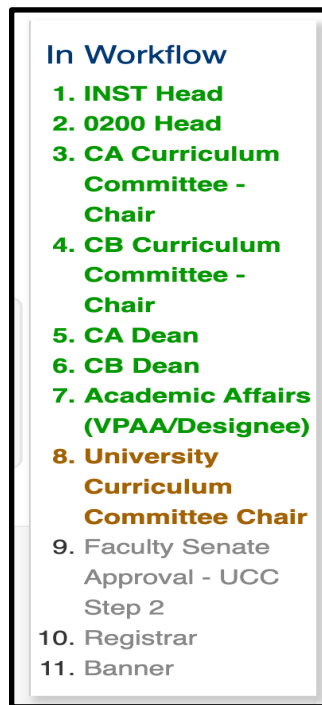 In Workflow
1. INST Head
2. 0200 Head
3. CA Curriculum
Committee -
Chair
4. CB Curriculum
Committee -
Chair
5. CA Dean
6. CB Dean
7. Academic Affairs
(VPAA/Designee)
8. University
Curriculum
Committee Chair
9. Faculty Senate
Approval - UCC
Step 2
10. Registrar
11. Banner